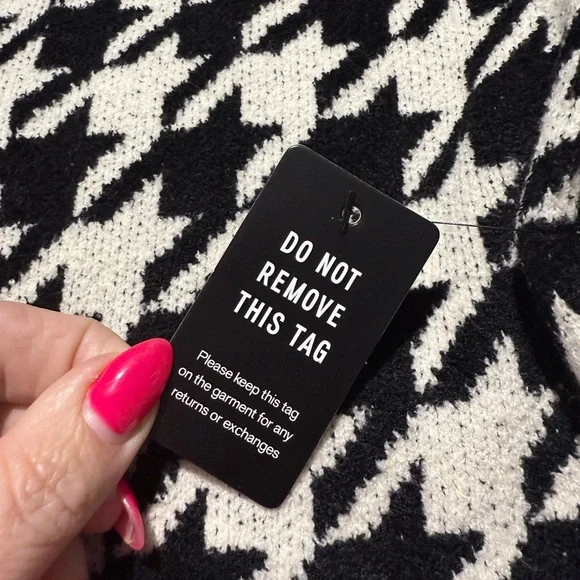 DO NOT
REMOVE
THIS TAG
Please keep this tag
on the garment for any
returns or exchanges